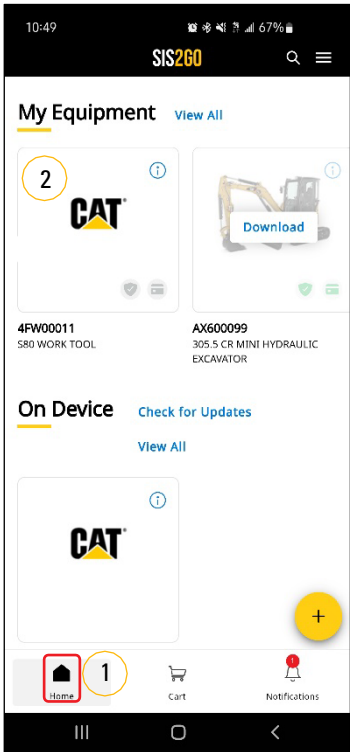 10:49
67%
SIS2GO
My Equipment View All
2
CAT
Download
4FW00011
S80 WORK TOOL
AX600099
305.5 CR MINI HYDRAULIC
EXCAVATOR
On Device Check for Updates
View All
CAT
+
1
1
Home
Cart
Notifications